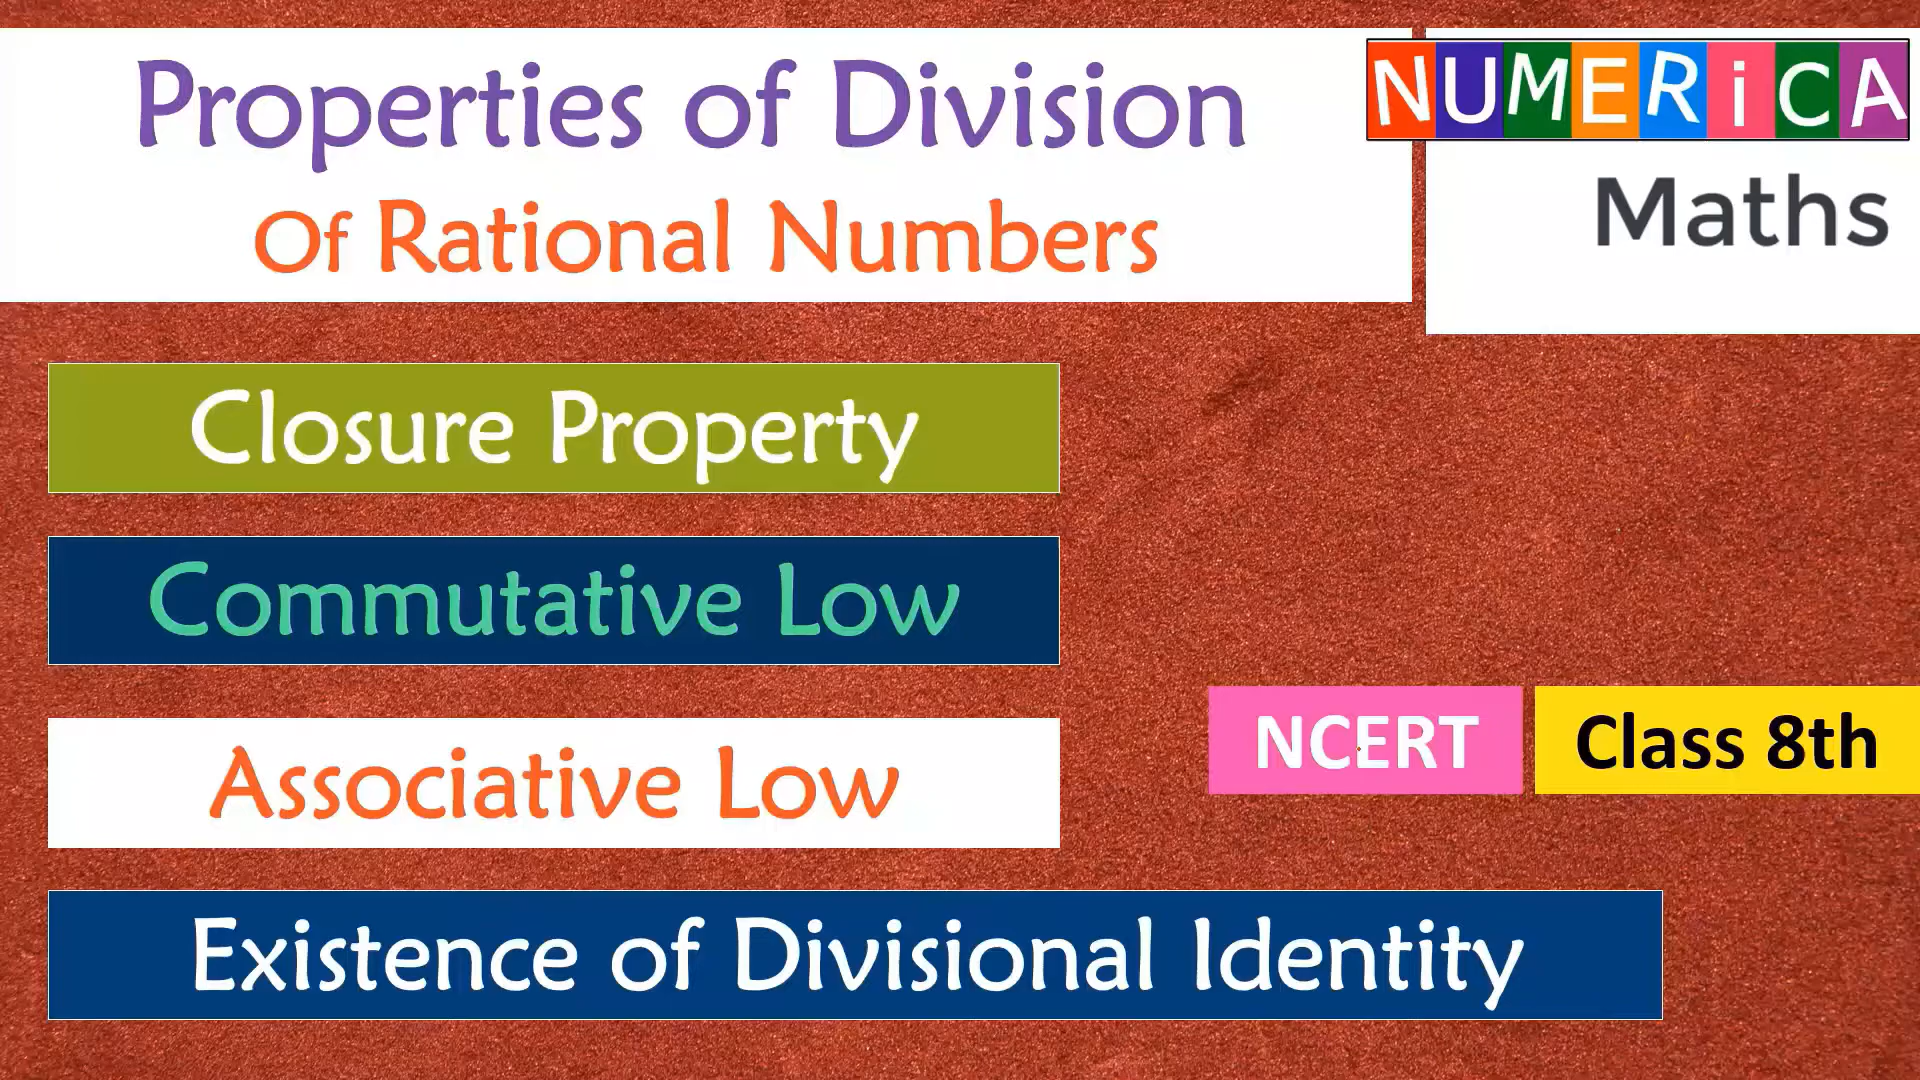 Properties of Division
Of Rational Numbers
NUMERiCA
Maths
Closure Property
Commutative Low
Associative Low
NCERT
Class 8th
Existence of Divisional Identity